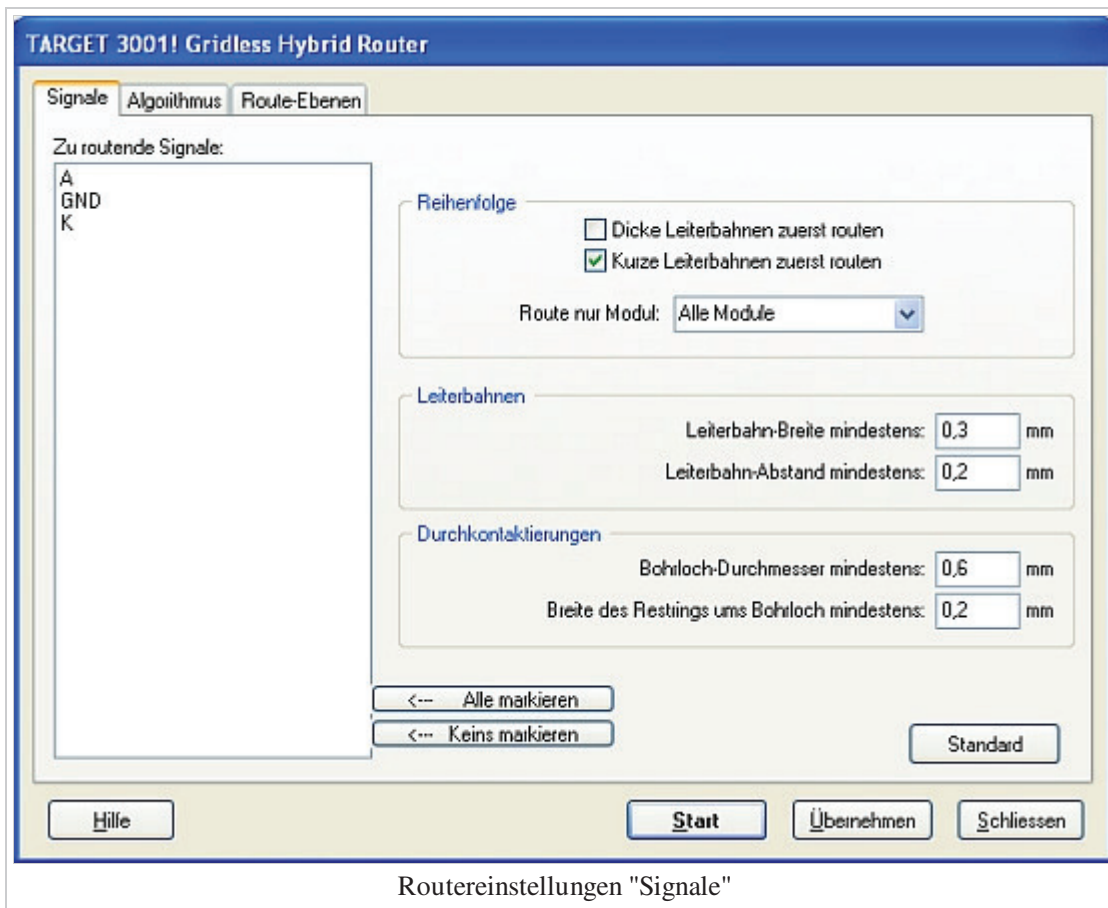 TARGET 3001! Gridless Hybrid Router
Signale Algorithmus Route-Ebenen
Zu routende Signale:
A
GND
K
Reihenfolge
Dicke Leiterbahnen zuerst routen
Kurze Leiterbahnen zuerst routen
Route nur Modul: Alle Module
Leiterbahnen
Leiterbahn-Breite mindestens: 0,3 mm
Leiterbahn-Abstand mindestens: 0,2 mm
Durchkontaktierungen
Bohrloch-Durchmesser mindestens: 0,6 mm
Breite des Restrings ums Bohrloch mindestens: 0,2 mm
<--- Alle markieren
<--- Keins markieren
Standard
Hilfe Start Übernehmen Schliessen
Routereinstellungen "Signale"